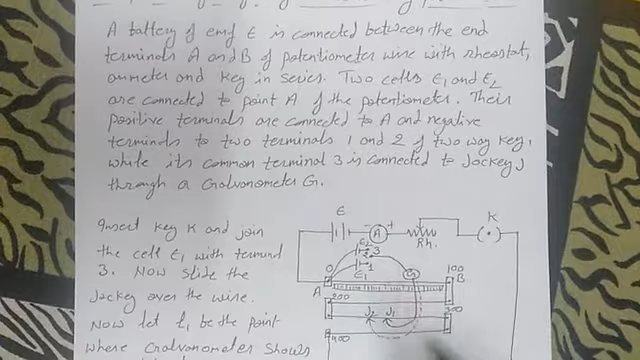 A battery of emf E is connected between the end
terminals A and B of potentiometer wire with rheostat,
ammeter and key in series. Two cells E1 and E2
are connected to point A of the potentiometer. Their
positive terminals are connected to A and negative
terminals to two terminals 1 and 2 of two way key,
while its common terminal 3 is connected to Jockey J
through a Galvanometer G.
Insert key K and join
the cell E1 with terminal
3. Now slide the
Jockey over the wire.
Now let l1 be the point
where Galvanometer shows
E
- A +
Rh.
K
E2
2 3
1
E1
G
0
100
A
B
200
300
J2 J1
400